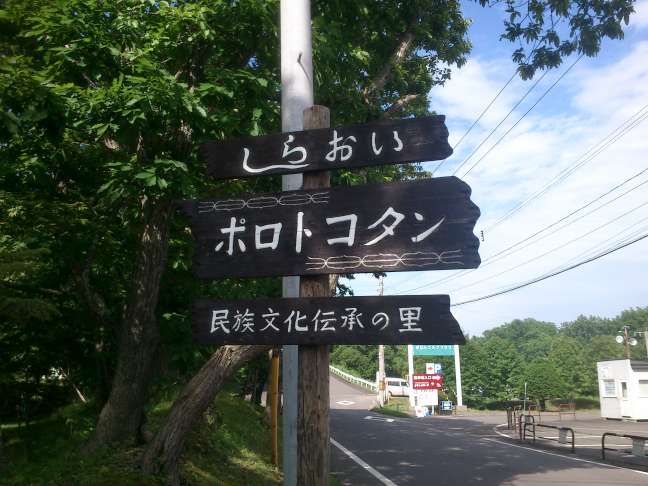 しらおい
ポロトコタン
民族文化伝承の里
P